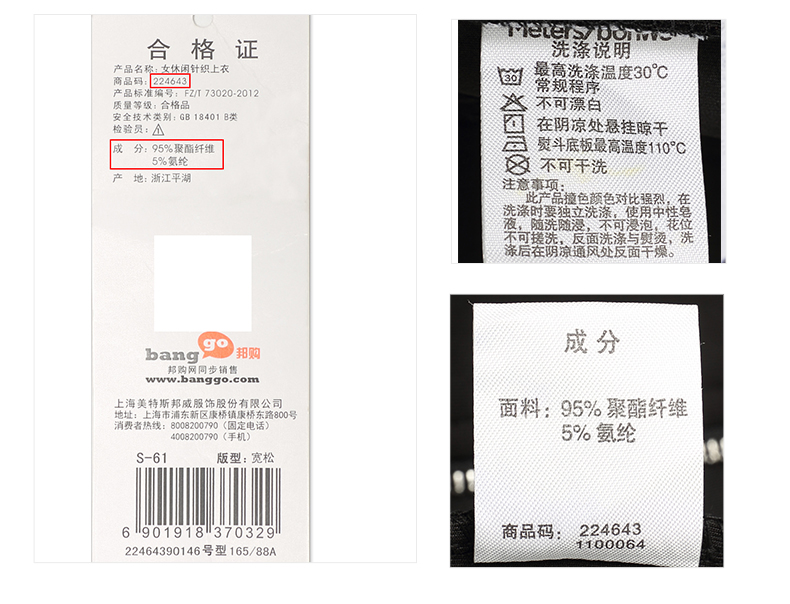 合格证
产品名称: 女休闲针织上衣
商品码: 224643
产品标准编号: FZ/T 73020-2012
质量等级: 合格品
安全技术类别: GB 18401 B类
检验员:
成 分: 95%聚酯纤维
5%氨纶
产 地: 浙江平湖
bang go 邦购
邦购网同步销售
www.banggo.com
上海美特斯邦威服饰股份有限公司
地址: 上海市浦东新区康桥镇康桥东路800号
消费者热线: 8008200790 (固定电话)
4008200790 (手机)
S-61 版型: 宽松
6 901918 370329
22464390146号型165/88A
Meters/bonwe
洗涤说明
30 最高洗涤温度30℃
常规程序
不可漂白
在阴凉处悬挂晾干
熨斗底板最高温度110℃
不可干洗
注意事项:
此产品撞色颜色对比强烈，在
洗涤时要独立洗涤，使用中性皂
液，随洗随浸，不可浸泡，花位
不可搓洗，反面洗涤与熨烫，洗
涤后在阴凉通风处反面干燥。
成分
面料: 95% 聚酯纤维
5% 氨纶
商品码: 224643
1100064